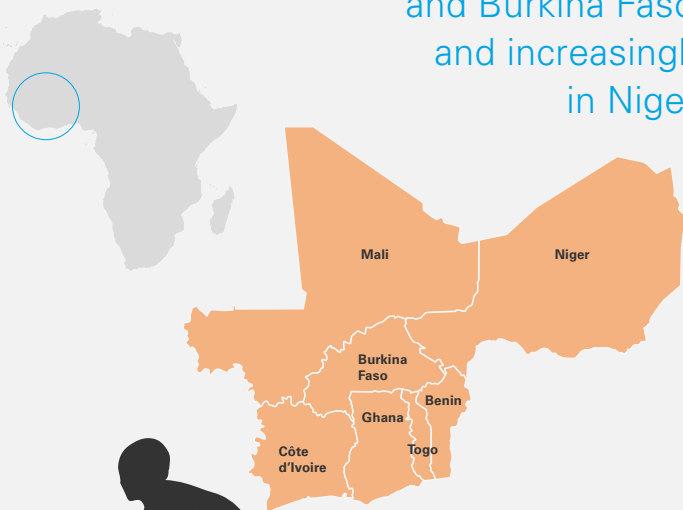 and Burkina Faso
and increasingl
in Nige
Mali
Niger
Burkina
Faso
Benin
Ghana
Togo
Côte
d'Ivoire